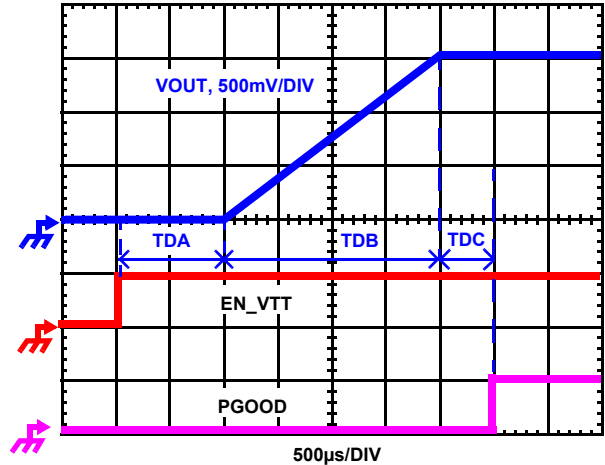 VOUT, 500mV/DIV
TDA
TDB
TDC
EN_VTT
PGOOD
500µs/DIV